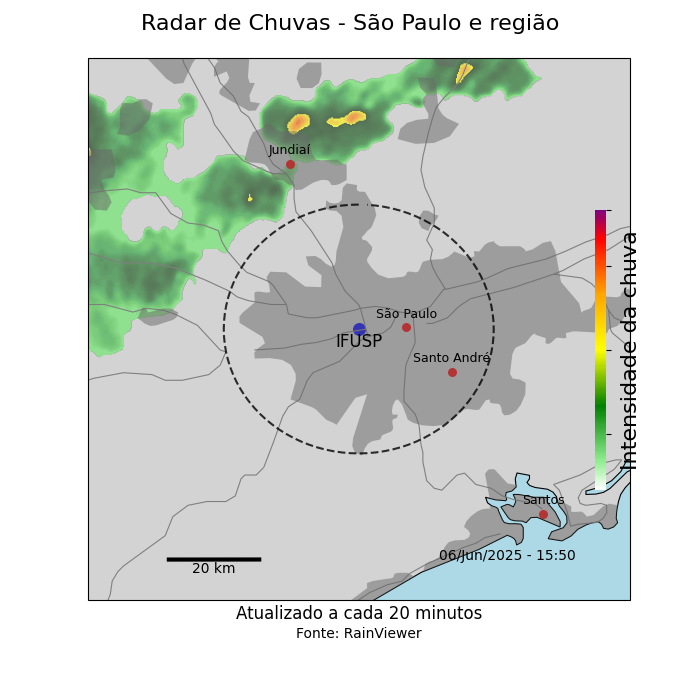 Radar de Chuvas - São Paulo e região
Jundiaí
São Paulo
IFUSP
Santo André
Intensidade da chuva
Santos
06/Jun/2025 - 15:50
20 km
Atualizado a cada 20 minutos
Fonte: RainViewer